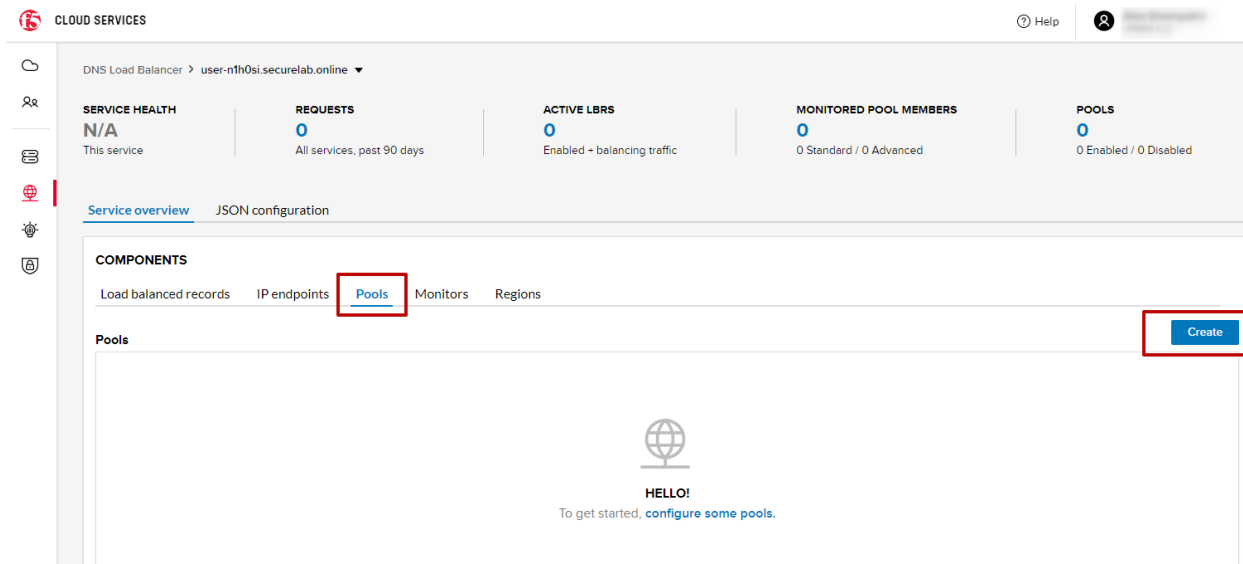 f5 CLOUD SERVICES
Help
DNS Load Balancer > user-n1h0si.securelab.online
SERVICE HEALTH
N/A
This service
REQUESTS
0
All services, past 90 days
ACTIVE LBRS
0
Enabled + balancing traffic
MONITORED POOL MEMBERS
0
0 Standard / 0 Advanced
POOLS
0
0 Enabled / 0 Disabled
Service overview JSON configuration
COMPONENTS
Load balanced records IP endpoints Pools Monitors Regions
Pools
Create
HELLO!
To get started, configure some pools.